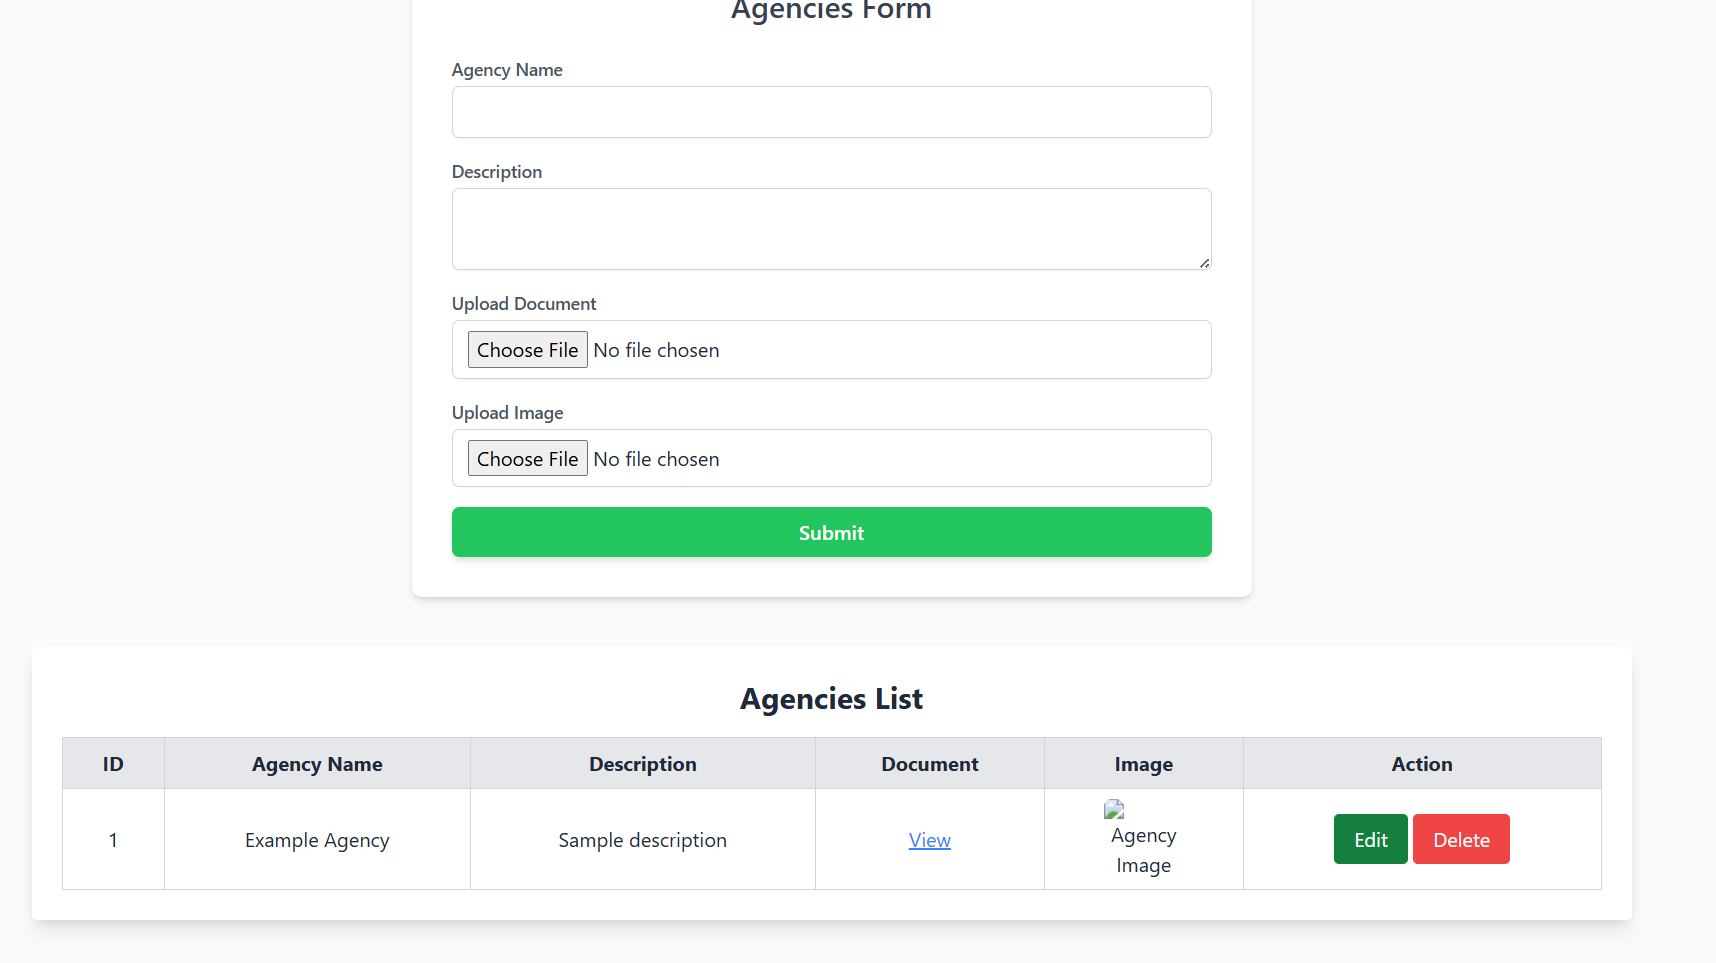 Agencies Form
Agency Name
Description
Upload Document
Choose File No file chosen
Upload Image
Choose File No file chosen
Submit
Agencies List
ID Agency Name Description Document Image Action
1 Example Agency Sample description View Agency Image Edit Delete